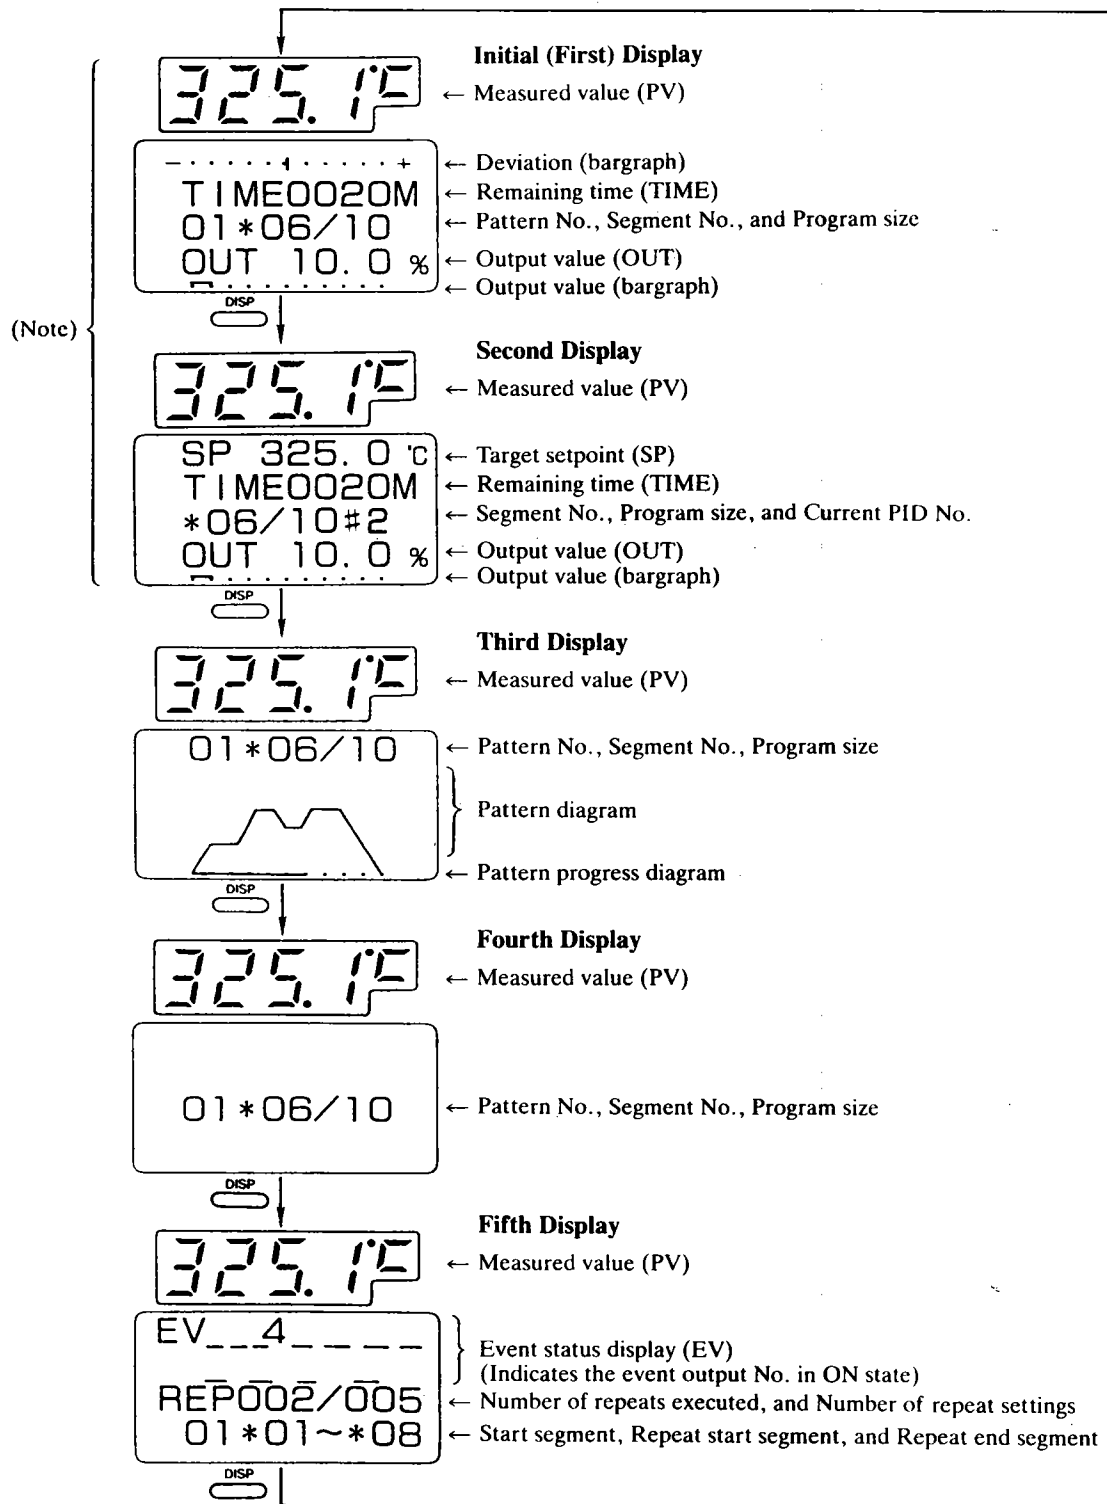 Initial (First) Display
325.1°C
← Measured value (PV)
− · · · · · · · · · · +
← Deviation (bargraph)
TIME0020M
← Remaining time (TIME)
01*06/10
← Pattern No., Segment No., and Program size
OUT 10.0 %
← Output value (OUT)
← Output value (bargraph)
DISP
(Note)
Second Display
325.1°C
← Measured value (PV)
SP 325.0 °C
← Target setpoint (SP)
TIME0020M
← Remaining time (TIME)
*06/10#2
← Segment No., Program size, and Current PID No.
OUT 10.0 %
← Output value (OUT)
← Output value (bargraph)
DISP
Third Display
325.1°C
← Measured value (PV)
01*06/10
← Pattern No., Segment No., Program size
Pattern diagram
← Pattern progress diagram
DISP
Fourth Display
325.1°C
← Measured value (PV)
01*06/10
← Pattern No., Segment No., Program size
DISP
Fifth Display
325.1°C
← Measured value (PV)
EV_ _ _4_ _ _ _ _
Event status display (EV)
(Indicates the event output No. in ON state)
REP002/005
← Number of repeats executed, and Number of repeat settings
01*01~*08
← Start segment, Repeat start segment, and Repeat end segment
DISP